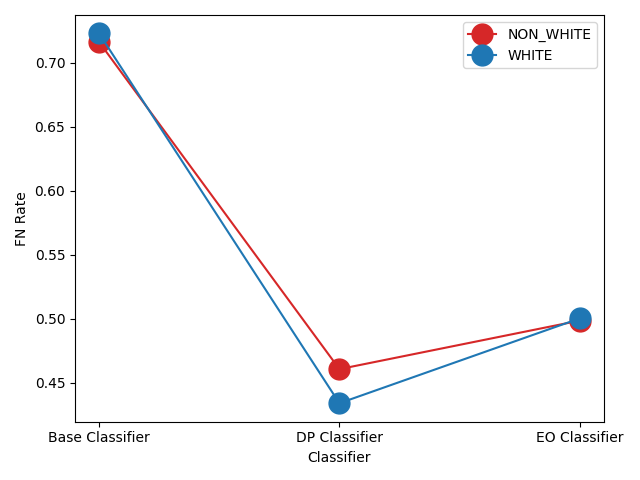 NON_WHITE
WHITE
FN Rate
0.70
0.65
0.60
0.55
0.50
0.45
Base Classifier
DP Classifier
EO Classifier
Classifier